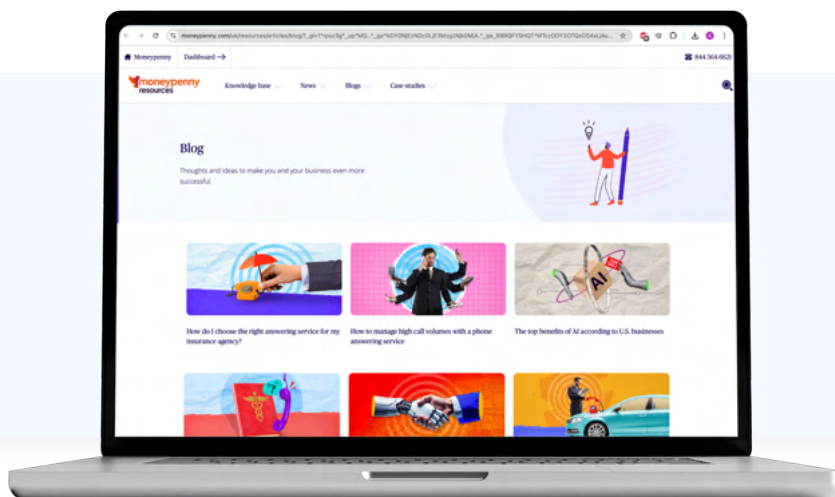 Moneypenny Dashboard → 844 364 6621
moneypenny
resources
Knowledge base News Blogs Case studies
Blog
Thoughts and ideas to make you and your business even more
successful.
AI
How do I choose the right answering service for my
insurance agency?
How to manage high call volumes with a phone
answering service
The top benefits of AI according to U.S. businesses
?